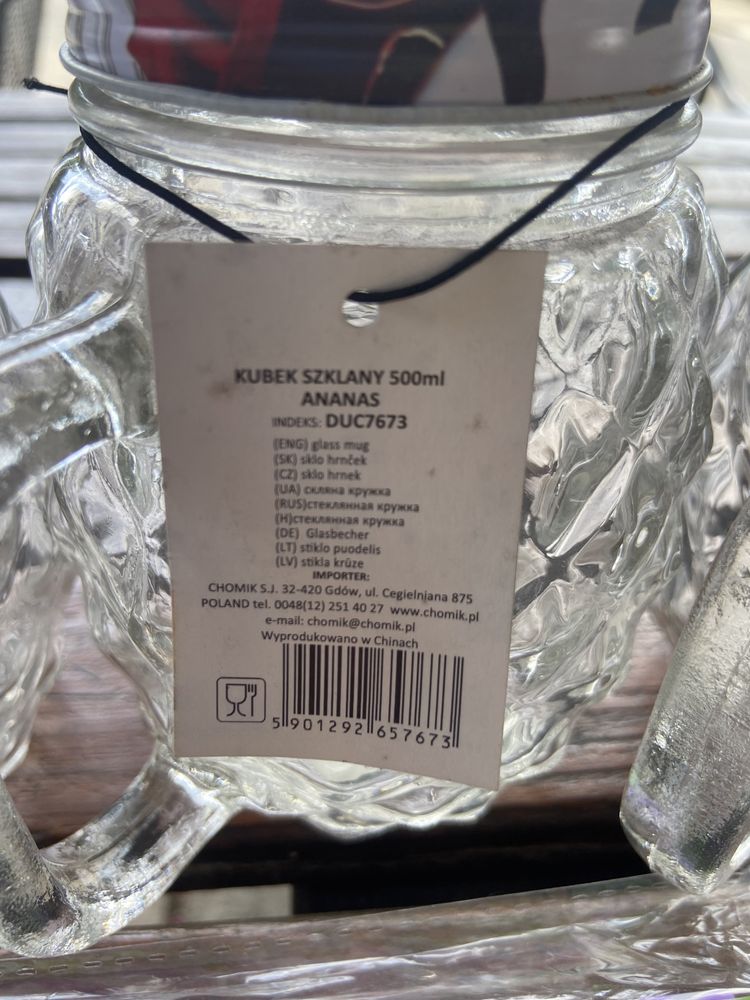 KUBEK SZKLANY 500ml
ANANAS
INDEKS: DUC7673
(ENG) glass mug
(SK) sklo hrnček
(CZ) sklo hrnek
(UA) скляна кружка
(RUS)стеклянная кружка
(H)стеклянная кружка
(DE) Glasbecher
(LT) stiklo puodelis
(LV) stikla krūze
IMPORTER:
CHOMIK S.J. 32-420 Gdów, ul. Cegielniana 875
POLAND tel. 0048(12) 251 40 27 www.chomik.pl
e-mail: chomik@chomik.pl
Wyprodukowano w Chinach
5 901292 657673